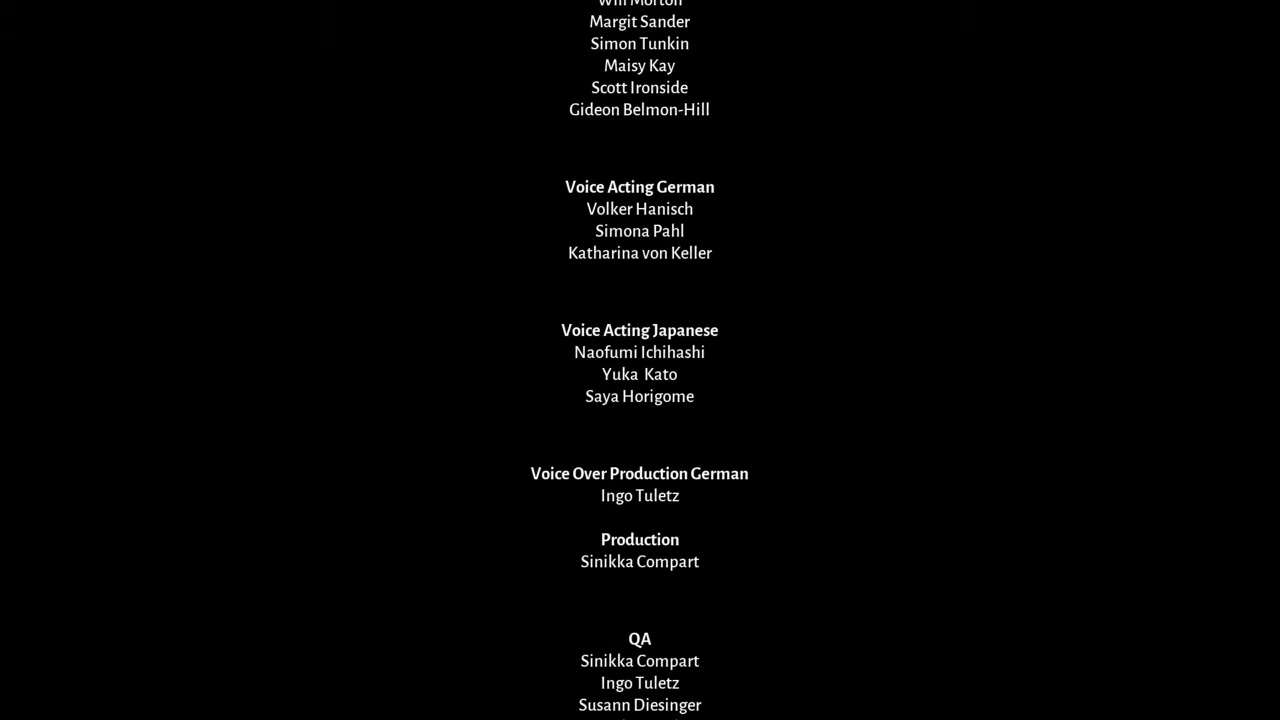 Will Morton
Margit Sander
Simon Tunkin
Maisy Kay
Scott Ironside
Gideon Belmon-Hill
Voice Acting German
Volker Hanisch
Simona Pahl
Katharina von Keller
Voice Acting Japanese
Naofumi Ichihashi
Yuka  Kato
Saya Horigome
Voice Over Production German
Ingo Tuletz
Production
Sinikka Compart
QA
Sinikka Compart
Ingo Tuletz
Susann Diesinger